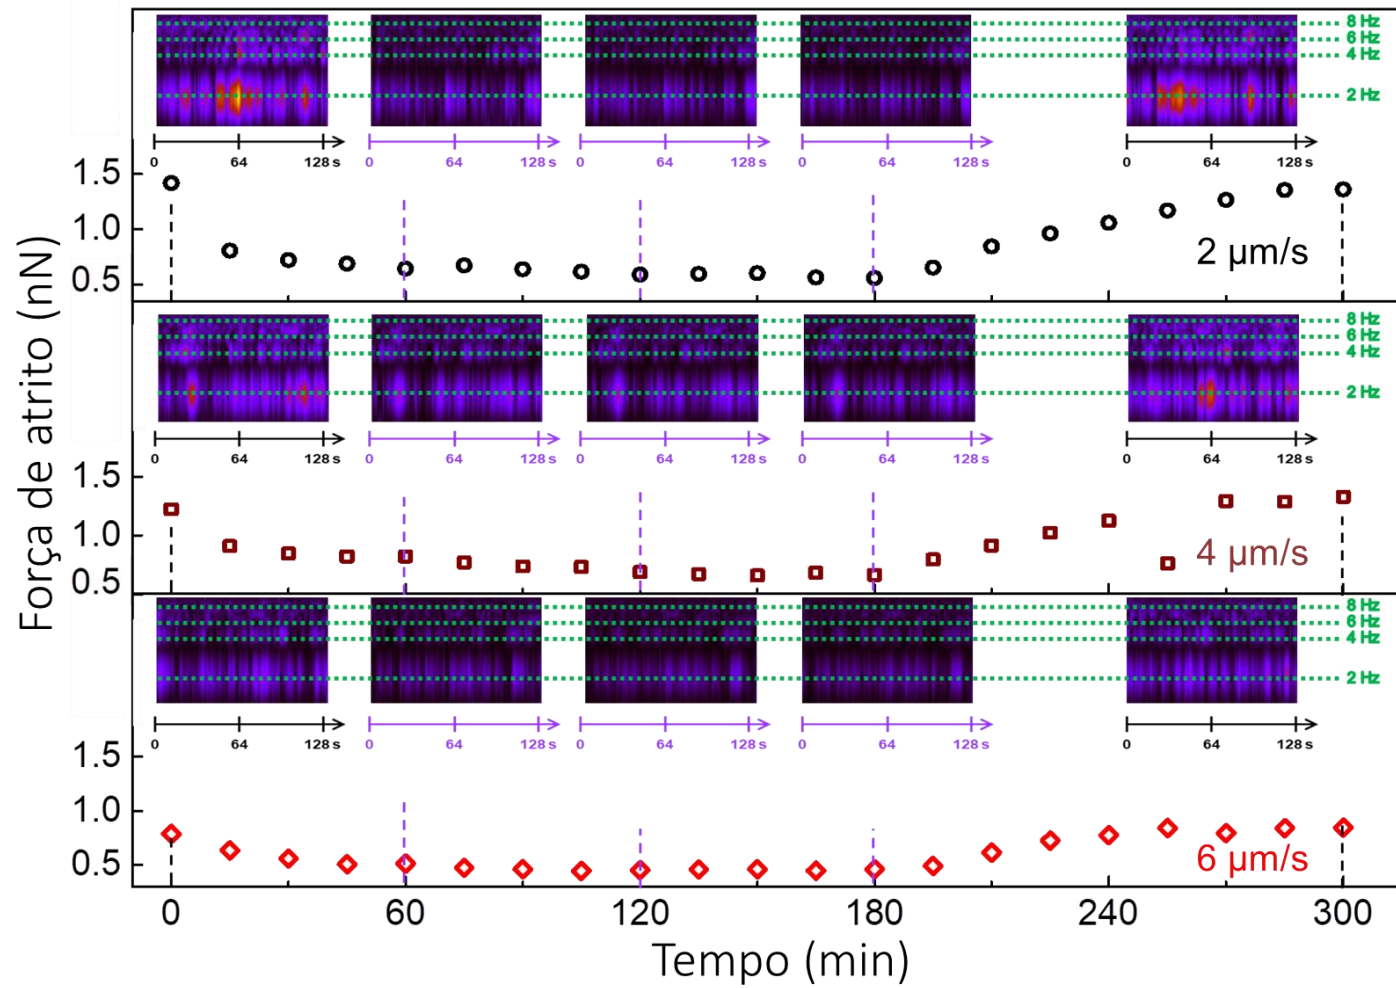 8 Hz
6 Hz
4 Hz
2 Hz
0 64 128 s
0 64 128 s
0 64 128 s
0 64 128 s
0 64 128 s
1.5
1.0
0.5
2 µm/s
8 Hz
6 Hz
4 Hz
2 Hz
0 64 128 s
0 64 128 s
0 64 128 s
0 64 128 s
0 64 128 s
1.5
1.0
0.5
4 µm/s
8 Hz
6 Hz
4 Hz
2 Hz
0 64 128 s
0 64 128 s
0 64 128 s
0 64 128 s
0 64 128 s
1.5
1.0
0.5
6 µm/s
Força de atrito (nN)
0 60 120 180 240 300
Tempo (min)